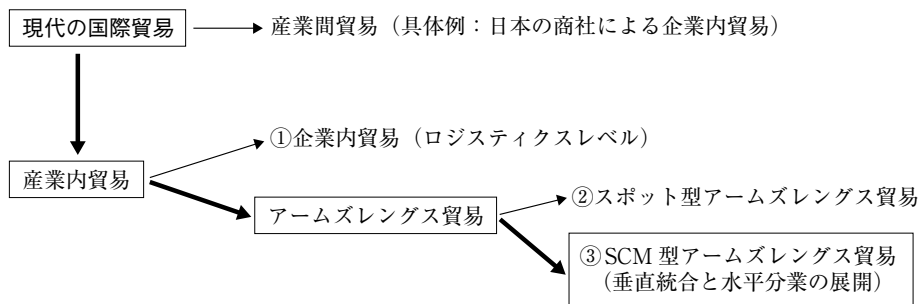 現代の国際貿易
産業間貿易（具体例：日本の商社による企業内貿易）
①企業内貿易（ロジスティクスレベル）
産業内貿易
アームズレングス貿易
②スポット型アームズレングス貿易
③SCM 型アームズレングス貿易
（垂直統合と水平分業の展開）